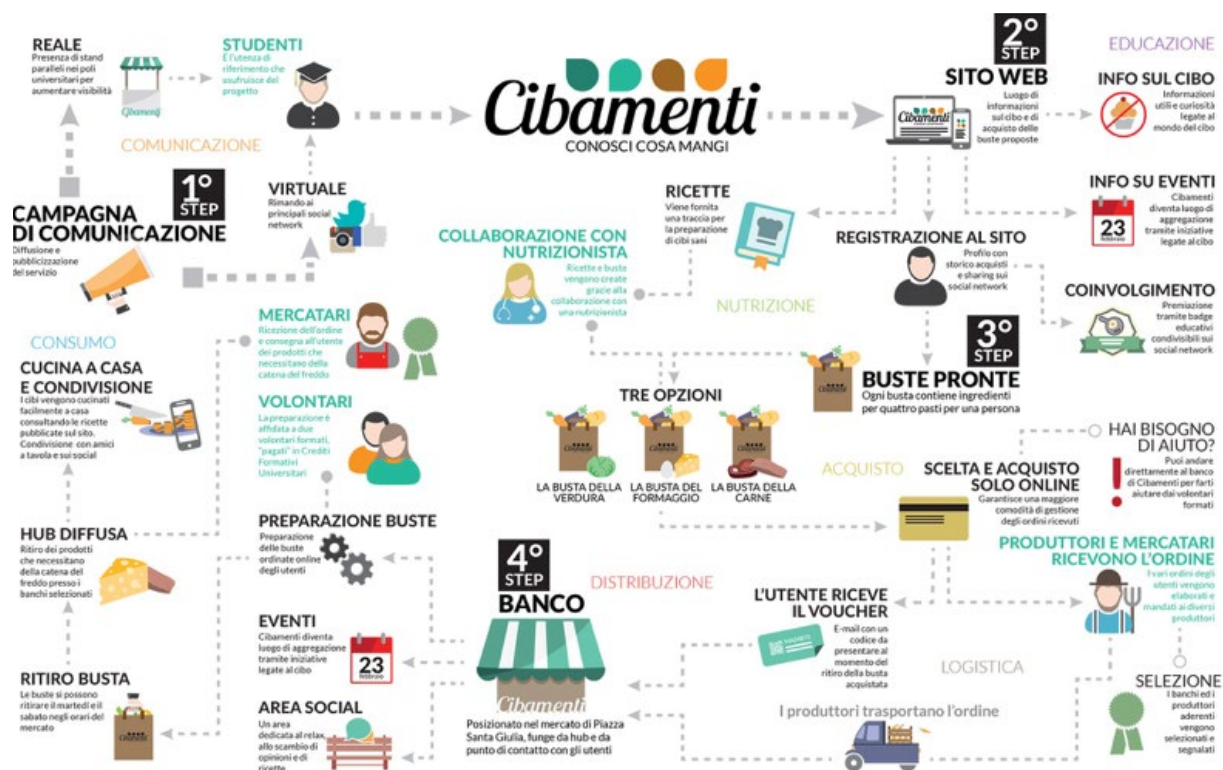 REALE
Presenza di stand
paralleli nei poli
universitari per
aumentare visibilità
Cibamenti
STUDENTI
È l'utenza di
riferimento che
usufruisce del
progetto
COMUNICAZIONE
1°
STEP
CAMPAGNA
DI COMUNICAZIONE
Diffusione e
pubblicizzazione
del servizio
VIRTUALE
Rimando ai
principali social
network
Cibamenti
CONOSCI COSA MANGI
2°
STEP
SITO WEB
Luogo di
informazioni
sul cibo e di
acquisto delle
buste proposte
Cibamenti
EDUCAZIONE
INFO SUL CIBO
Informazioni
utili e curiosità
legate al
mondo del cibo
INFO SU EVENTI
Cibamenti
diventa luogo di
aggregazione
tramite iniziative
legate al cibo
23
febbraio
REGISTRAZIONE AL SITO
Profilo con
storico acquisti
e sharing sui
social network
COINVOLGIMENTO
Premiazione
tramite badge
educativi
condivisibili sui
social network
RICETTE
Viene fornita
una traccia per
la preparazione
di cibi sani
COLLABORAZIONE CON
NUTRIZIONISTA
Ricette e buste
vengono create
grazie alla
collaborazione con
una nutrizionista
NUTRIZIONE
3°
STEP
BUSTE PRONTE
Ogni busta contiene ingredienti
per quattro pasti per una persona
Cibamenti
TRE OPZIONI
LA BUSTA DELLA
VERDURA
LA BUSTA DEL
FORMAGGIO
LA BUSTA DELLA
CARNE
ACQUISTO
SCELTA E ACQUISTO
SOLO ONLINE
Garantisce una maggiore
comodità di gestione
degli ordini ricevuti
HAI BISOGNO
DI AIUTO?
Puoi andare
direttamente al banco
di Cibamenti per farti
aiutare dai volontari
formati
PRODUTTORI E MERCATARI
RICEVONO L'ORDINE
I vari ordini degli
utenti vengono
elaborati e
mandati ai diversi
produttori
L'UTENTE RICEVE
IL VOUCHER
E-mail con un
codice da
presentare al
momento del
ritiro della busta
acquistata
LOGISTICA
SELEZIONE
I banchi ed i
produttori
aderenti
vengono
selezionati e
segnalati
I produttori trasportano l'ordine
DISTRIBUZIONE
4°
STEP
BANCO
Cibamenti
Posizionato nel mercato di Piazza
Santa Giulia, funge da hub e da
punto di contatto con gli utenti
MERCATARI
Ricezione dell'ordine
e consegna all'utente
dei prodotti che
necessitano della
catena del freddo
VOLONTARI
La preparazione è
affidata a due
volontari formati,
"pagati" in Crediti
Formativi
Universitari
PREPARAZIONE BUSTE
Preparazione
delle buste
ordinate online
degli utenti
EVENTI
Cibamenti diventa
luogo di aggregazione
tramite iniziative
legate al cibo
23
febbraio
AREA SOCIAL
Un area
dedicata al relax,
allo scambio di
opinioni e di
ricette
CONSUMO
CUCINA A CASA
E CONDIVISIONE
I cibi vengono cucinati
facilmente a casa
consultando le ricette
pubblicate sul sito.
Condivisione con amici
a tavola e sui social
HUB DIFFUSA
Ritiro dei prodotti
che necessitano
della catena del
freddo presso i
banchi selezionati
RITIRO BUSTA
Le buste si possono
ritirare il martedì e il
sabato negli orari del
mercato
Cibamenti